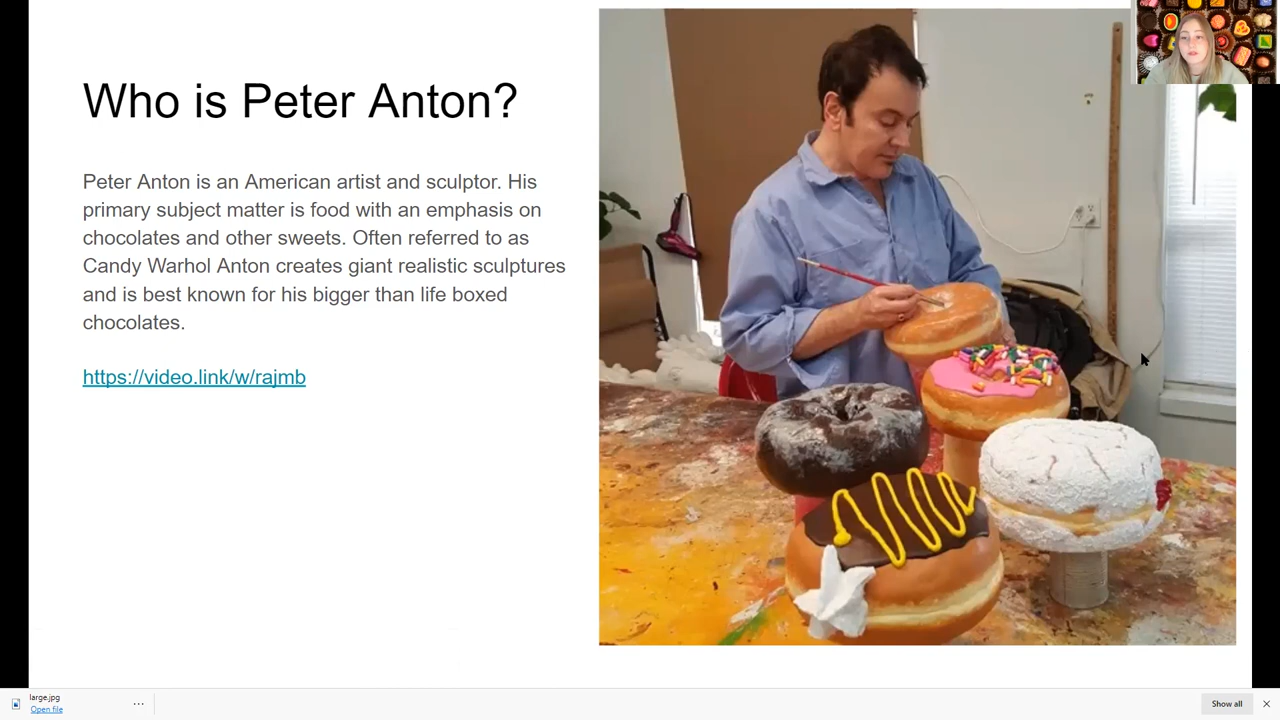 Who is Peter Anton?
Peter Anton is an American artist and sculptor. His
primary subject matter is food with an emphasis on
chocolates and other sweets. Often referred to as
Candy Warhol Anton creates giant realistic sculptures
and is best known for his bigger than life boxed
chocolates.
https://video.link/w/rajmb
large.jpg
Open file
Show all